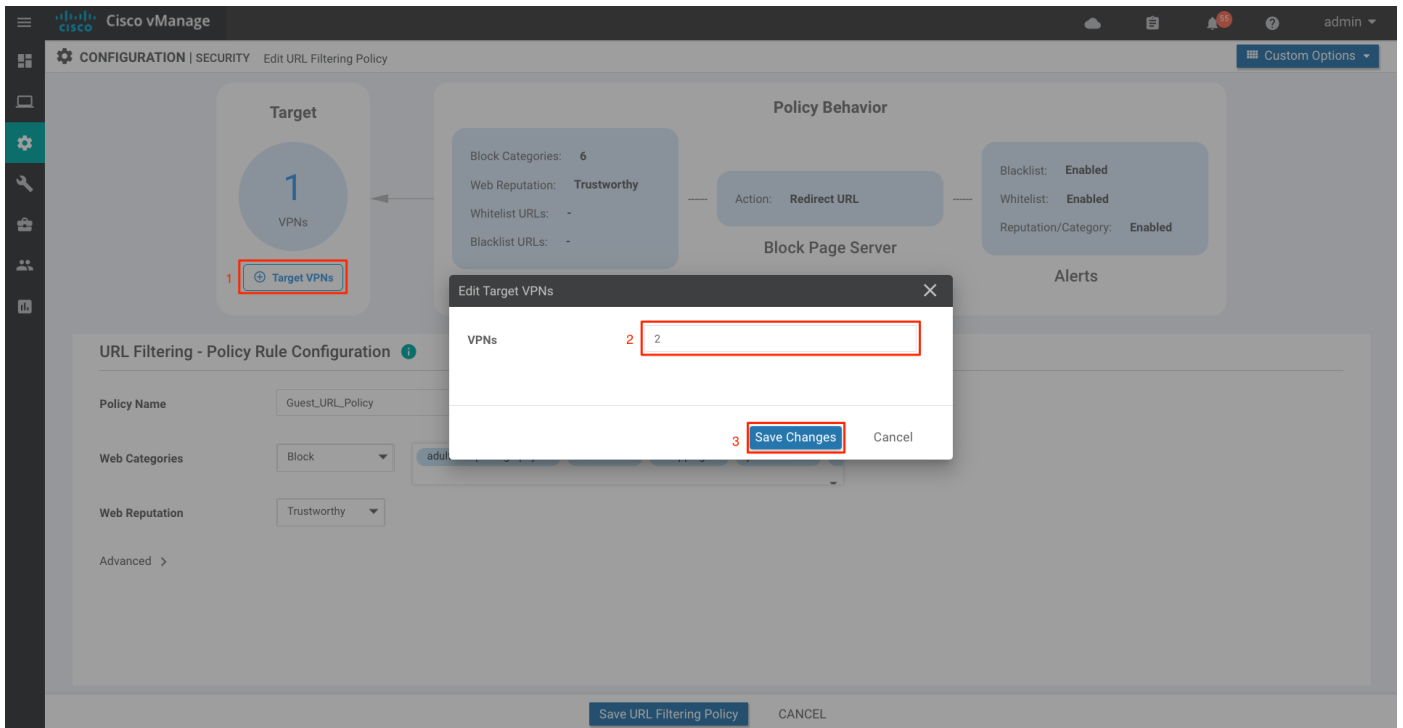 CISCO Cisco vManage
55
admin
CONFIGURATION | SECURITY Edit URL Filtering Policy
Custom Options
Target
Policy Behavior
1
VPNs
Block Categories: 6
Web Reputation: Trustworthy
Whitelist URLs: -
Blacklist URLs: -
Action: Redirect URL
Block Page Server
Blacklist: Enabled
Whitelist: Enabled
Reputation/Category: Enabled
Alerts
1 Target VPNs
Edit Target VPNs
VPNs 2 2
3 Save Changes Cancel
URL Filtering - Policy Rule Configuration
Policy Name Guest_URL_Policy
Web Categories Block
Web Reputation Trustworthy
Advanced >
Save URL Filtering Policy CANCEL